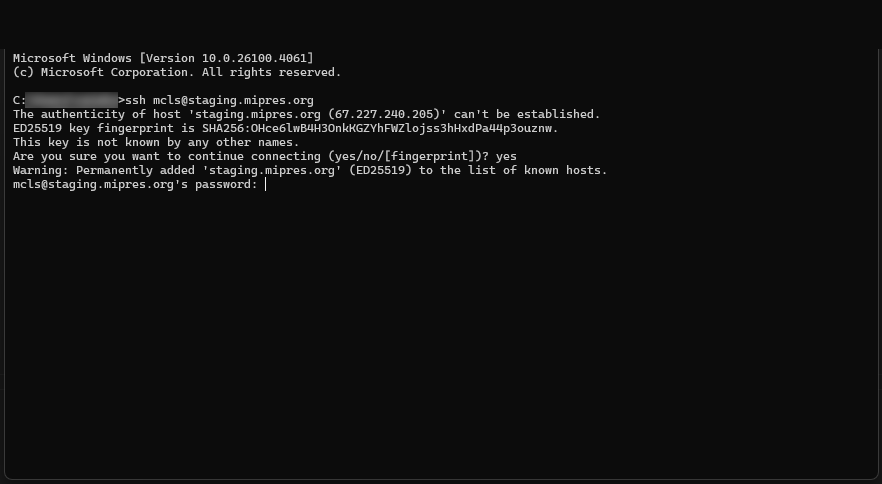 Microsoft Windows [Version 10.0.26100.4061]
(c) Microsoft Corporation. All rights reserved.
C:>ssh mcls@staging.mipres.org
The authenticity of host 'staging.mipres.org (67.227.240.205)' can't be established.
ED25519 key fingerprint is SHA256:OHce6lwB4H3OnkKGZYhFWZlojss3hHxdPa44p3ouznw.
This key is not known by any other names.
Are you sure you want to continue connecting (yes/no/[fingerprint])? yes
Warning: Permanently added 'staging.mipres.org' (ED25519) to the list of known hosts.
mcls@staging.mipres.org's password: